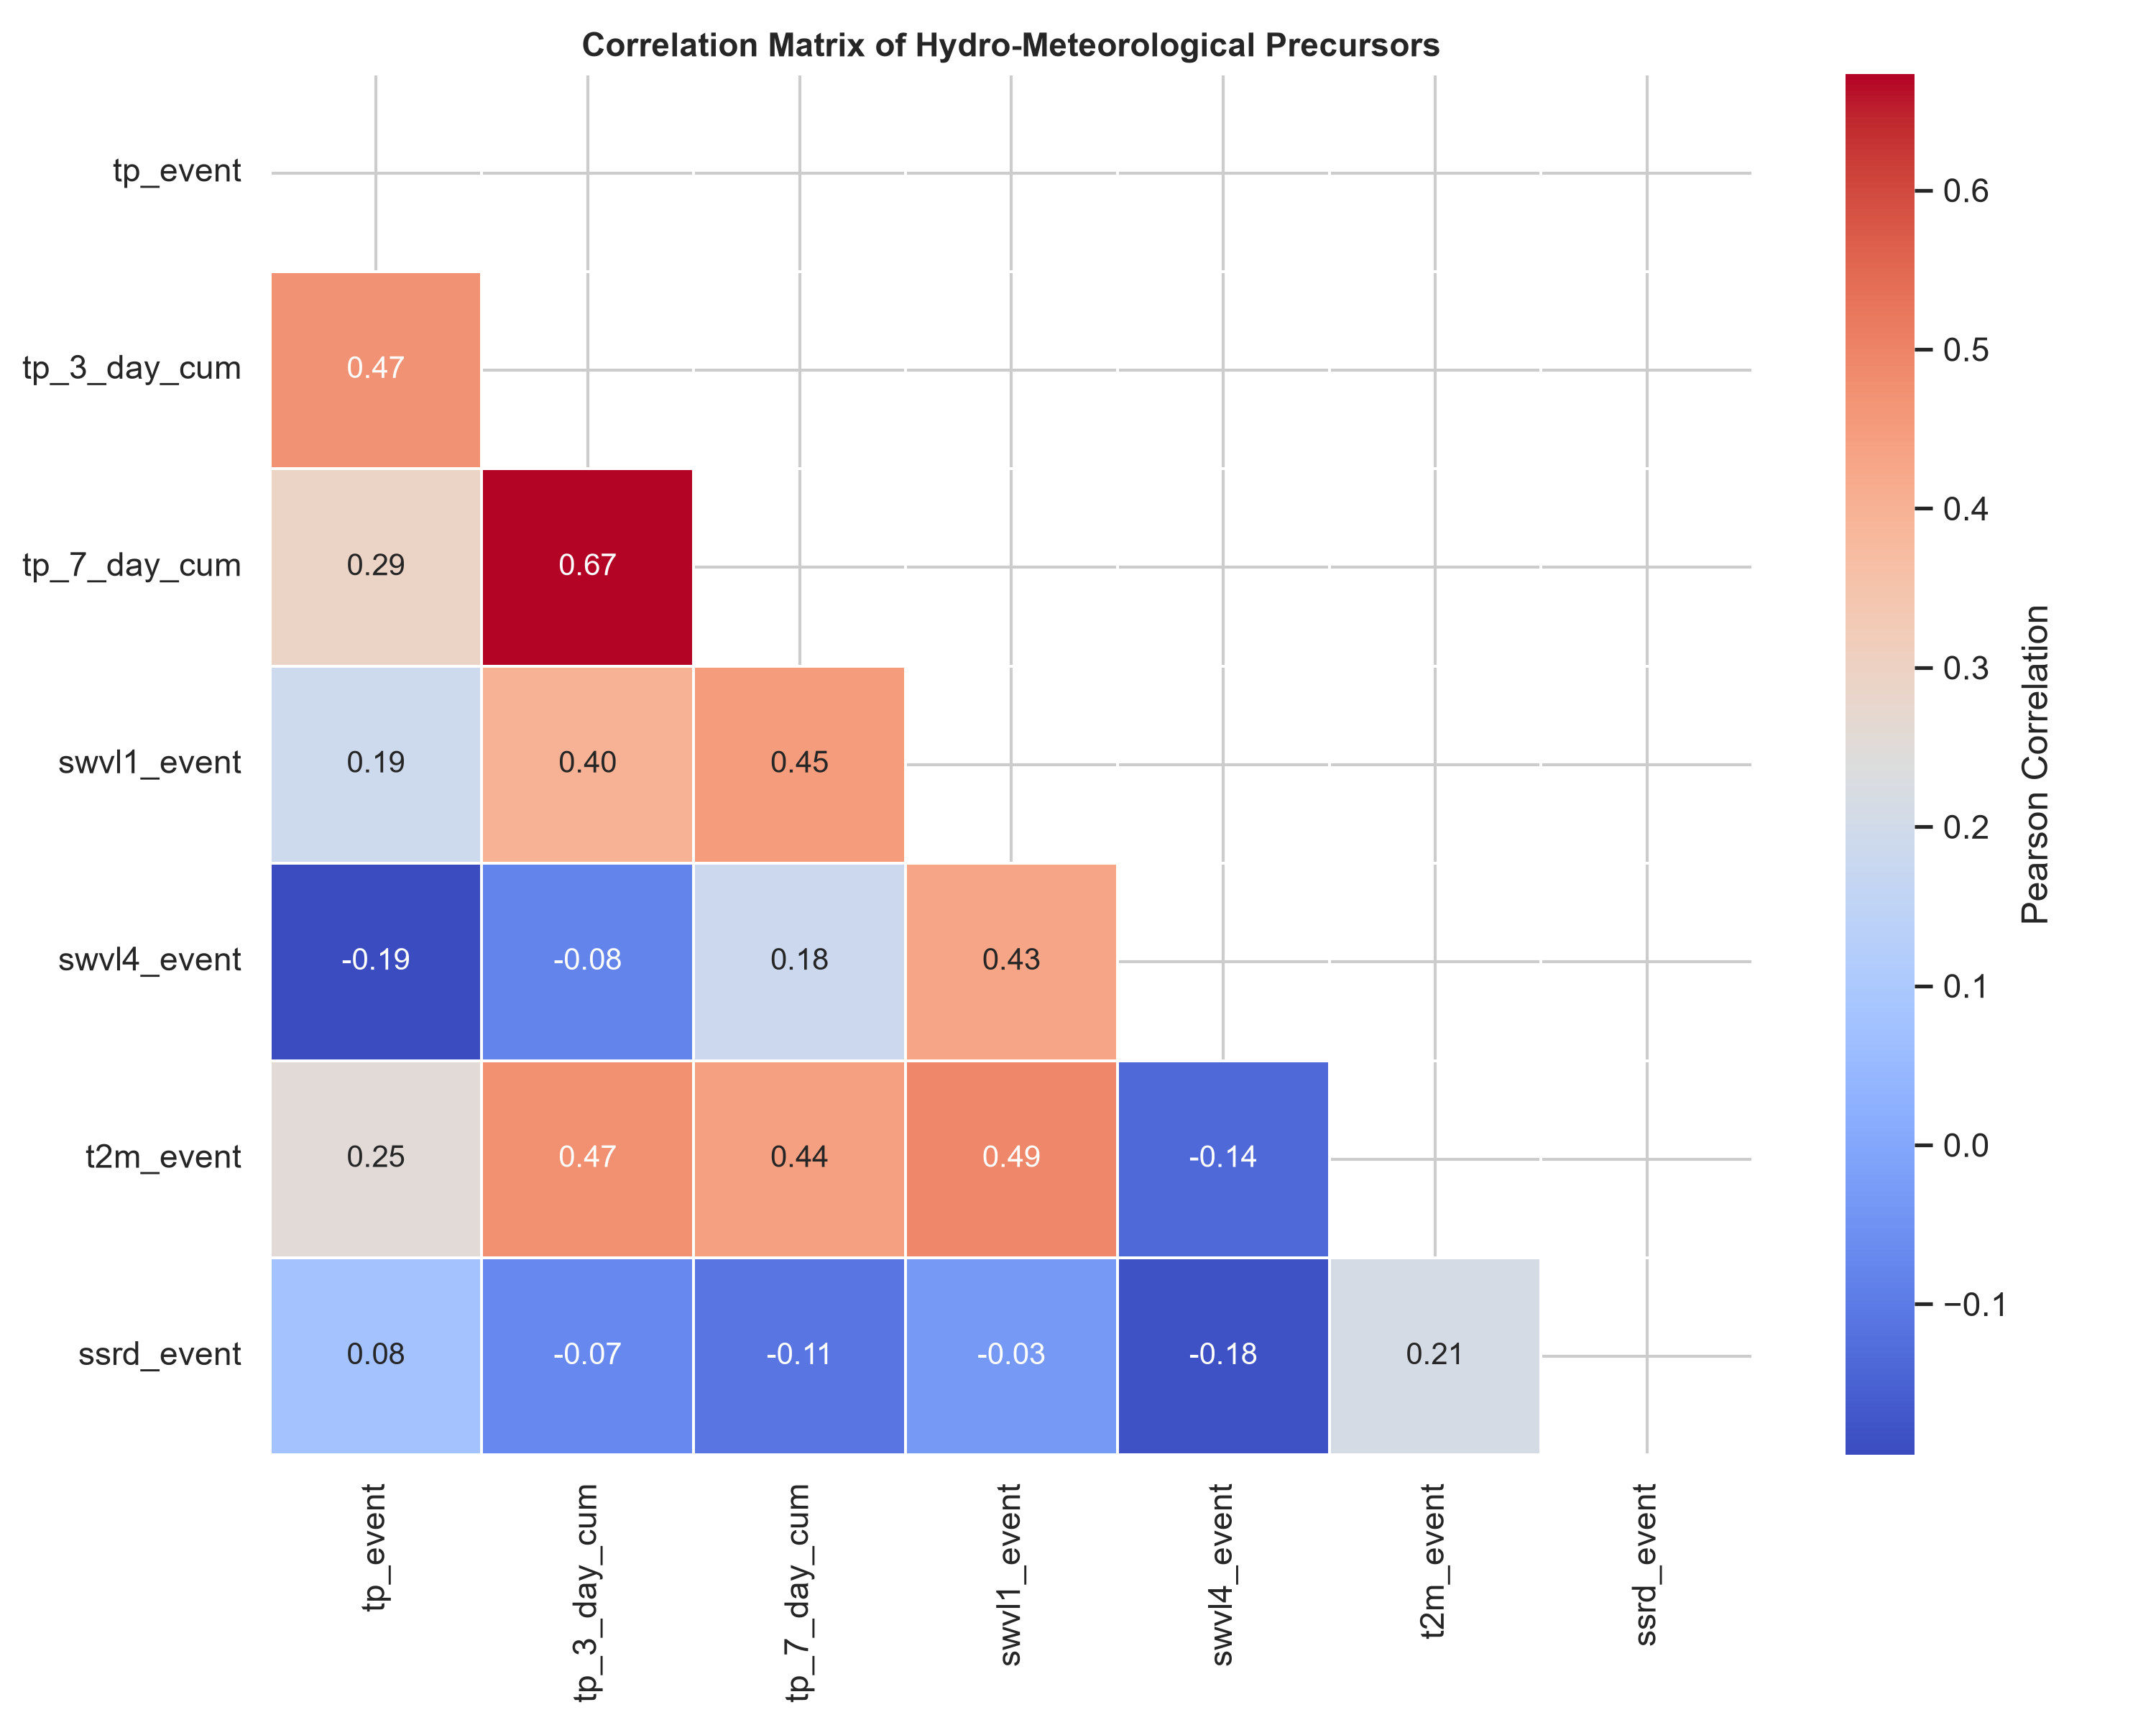 Correlation Matrix of Hydro-Meteorological Precursors
tp_event
tp_3_day_cum 0.47
tp_7_day_cum 0.29 0.67
swvl1_event 0.19 0.40 0.45
swvl4_event -0.19 -0.08 0.18 0.43
t2m_event 0.25 0.47 0.44 0.49 -0.14
ssrd_event 0.08 -0.07 -0.11 -0.03 -0.18 0.21
tp_event
tp_3_day_cum
tp_7_day_cum
swvl1_event
swvl4_event
t2m_event
ssrd_event
0.6
0.5
0.4
0.3
0.2
0.1
0.0
−0.1
Pearson Correlation